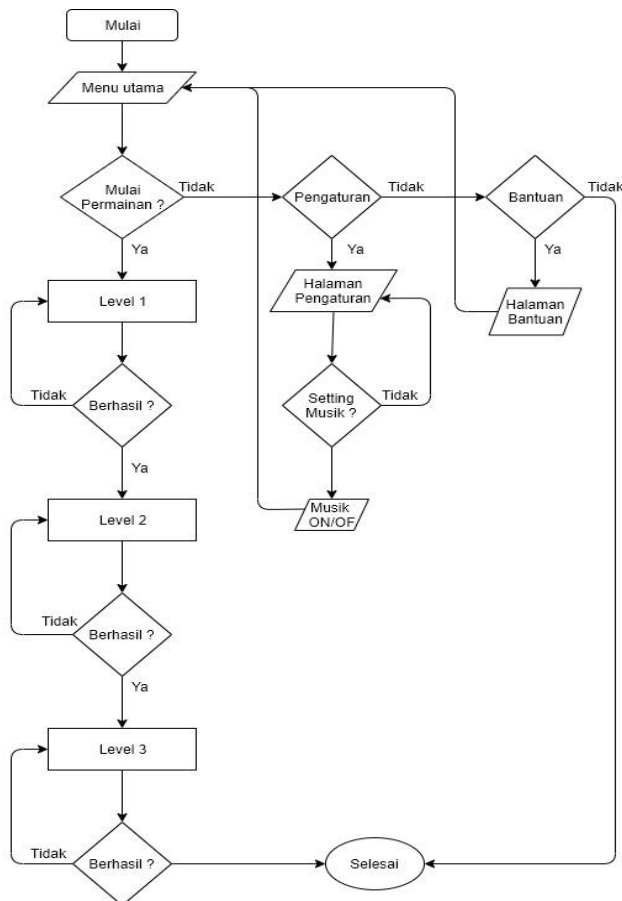 Mulai
Menu utama
Mulai
Permainan ?
Tidak
Pengaturan
Tidak
Bantuan
Tidak
Ya
Ya
Ya
Level 1
Halaman
Pengaturan
Halaman
Bantuan
Tidak
Berhasil ?
Setting
Musik ?
Tidak
Ya
Level 2
Musik
ON/OF
Tidak
Berhasil ?
Ya
Level 3
Tidak
Berhasil ?
Selesai